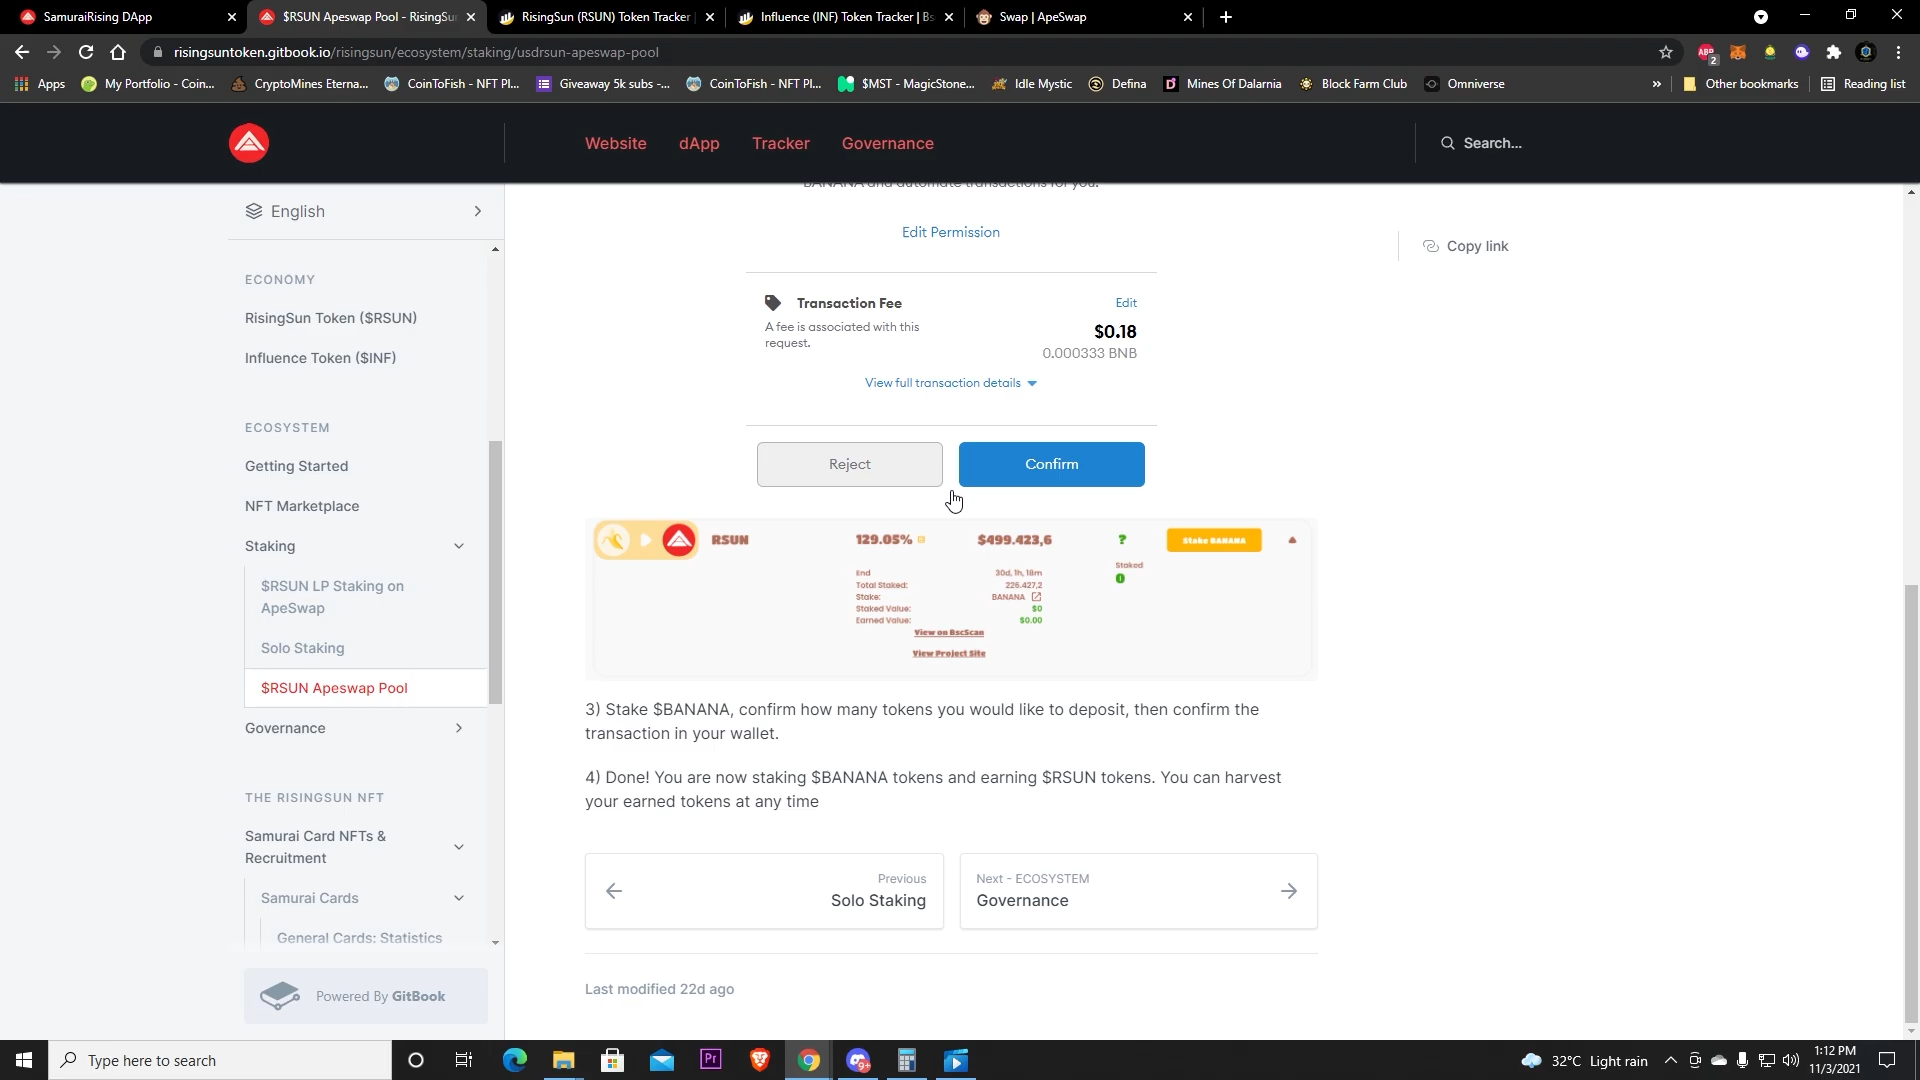 SamuraiRising DApp
$RSUN Apeswap Pool - RisingSu
RisingSun (RSUN) Token Tracker
Influence (INF) Token Tracker | Bs
Swap | ApeSwap
risingsuntoken.gitbook.io/risingsun/ecosystem/staking/usdrsun-apeswap-pool
ABP
2
Apps
My Portfolio - Coin...
CryptoMines Eterna...
CoinToFish - NFT Pl...
Giveaway 5k subs -...
CoinToFish - NFT Pl...
$MST - MagicStone...
Idle Mystic
Defina
Mines Of Dalarnia
Block Farm Club
Omniverse
»
Other bookmarks
Reading list
Website
dApp
Tracker
Governance
Search...
English
ECONOMY
RisingSun Token ($RSUN)
Influence Token ($INF)
ECOSYSTEM
Getting Started
NFT Marketplace
Staking
$RSUN LP Staking on
ApeSwap
Solo Staking
$RSUN Apeswap Pool
Governance
THE RISINGSUN NFT
Samurai Card NFTs &
Recruitment
Samurai Cards
General Cards: Statistics
Powered By GitBook
BANANA and automate transactions for you.
Edit Permission
Copy link
Transaction Fee
Edit
A fee is associated with this
request.
$0.18
0.000333 BNB
View full transaction details
Reject
Confirm
RSUN
129.05%
$499.423,6
?
Stake BANANA
End
30d, 1h, 18m
Total Staked:
226.427,2
Stake:
BANANA
Staked Value:
$0
Earned Value:
$0.00
View on BscScan
View Project Site
Staked
3) Stake $BANANA, confirm how many tokens you would like to deposit, then confirm the
transaction in your wallet.
4) Done! You are now staking $BANANA tokens and earning $RSUN tokens. You can harvest
your earned tokens at any time
Previous
Solo Staking
Next - ECOSYSTEM
Governance
Last modified 22d ago
Type here to search
Pr
9+
32°C Light rain
1:12 PM
11/3/2021